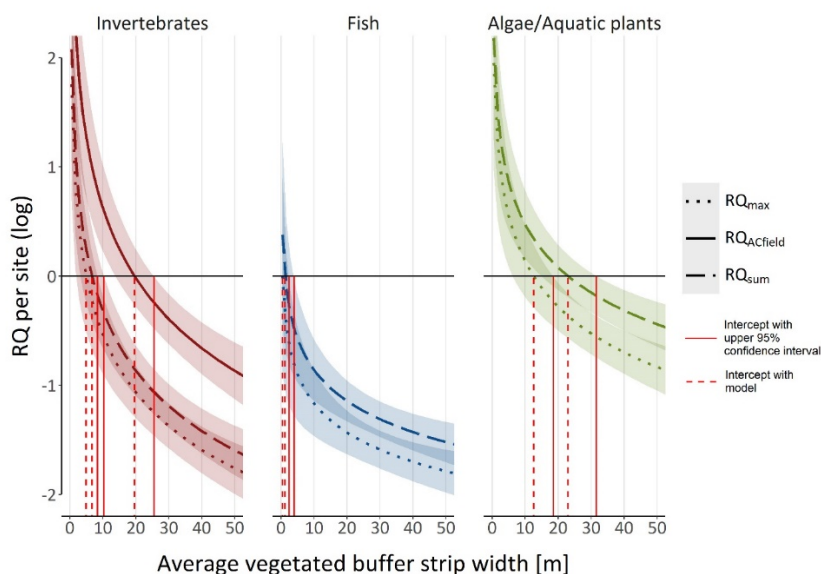 Invertebrates Fish Algae/Aquatic plants
RQ per site (log)
2
1
0
-1
-2
0 10 20 30 40 50 0 10 20 30 40 50 0 10 20 30 40 50
Average vegetated buffer strip width [m]
RQmax
RQACfield
RQsum
Intercept with
upper 95%
confidence interval
Intercept with
model